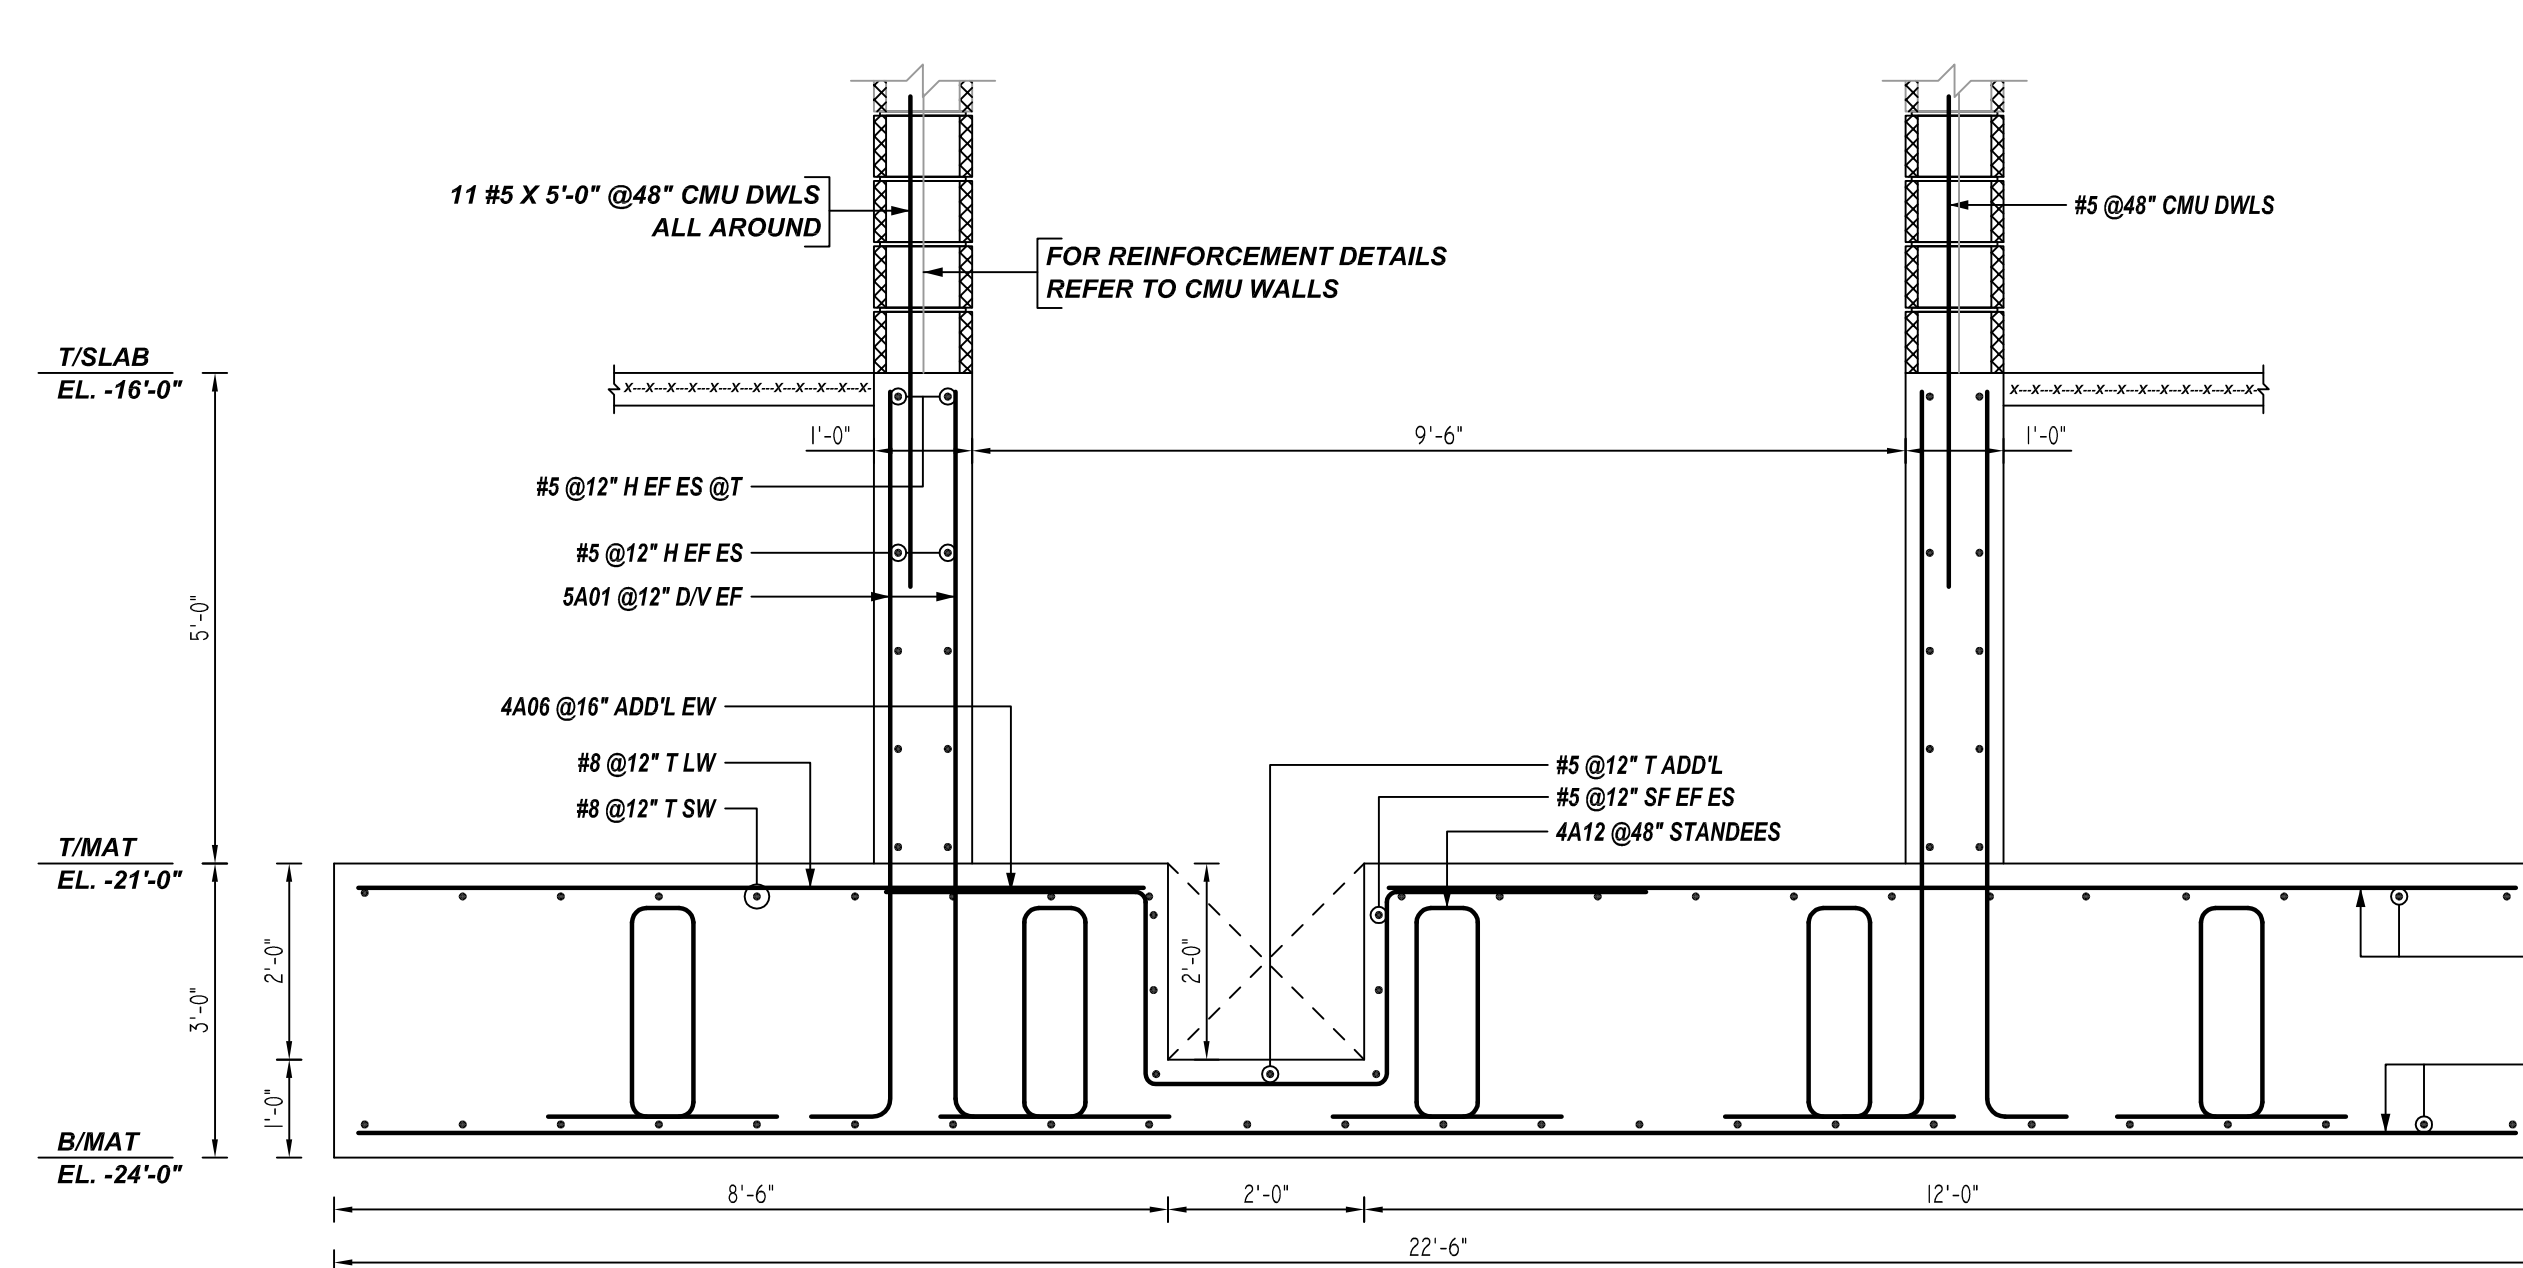 11 #5 X 5'-0" @48" CMU DWLS
ALL AROUND
#5 @48" CMU DWLS
FOR REINFORCEMENT DETAILS
REFER TO CMU WALLS
T/SLAB
EL. -16'-0"
X---X---X---X---X---X---X---X---X---X---X---X-
X---X---X---X---X---X---X---X---X---X---X---X-
1'-0"
9'-6"
1'-0"
#5 @12" H EF ES @T
#5 @12" H EF ES
5A01 @12" D/V EF
5'-0"
4A06 @16" ADD'L EW
#8 @12" T LW
#8 @12" T SW
#5 @12" T ADD'L
#5 @12" SF EF ES
4A12 @48" STANDEES
T/MAT
EL. -21'-0"
2'-0"
2'-0"
3'-0"
1'-0"
B/MAT
EL. -24'-0"
8'-6"
2'-0"
12'-0"
22'-6"